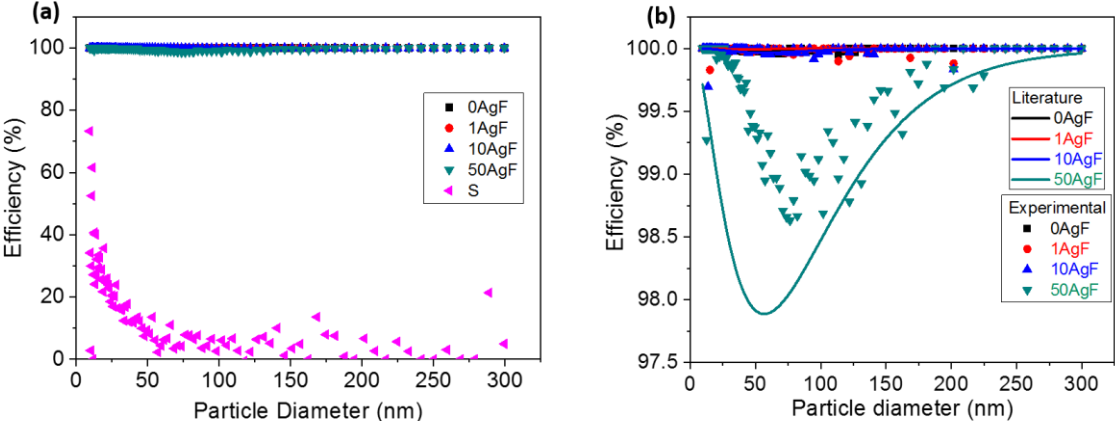 (a)
100
80
60
40
20
0
Efficiency (%)
0AgF
1AgF
10AgF
50AgF
S
0 50 100 150 200 250 300
Particle Diameter (nm)
(b)
100.0
99.5
99.0
98.5
98.0
97.5
Efficiency (%)
Literature
0AgF
1AgF
10AgF
50AgF
Experimental
0AgF
1AgF
10AgF
50AgF
0 50 100 150 200 250 300
Particle diameter (nm)